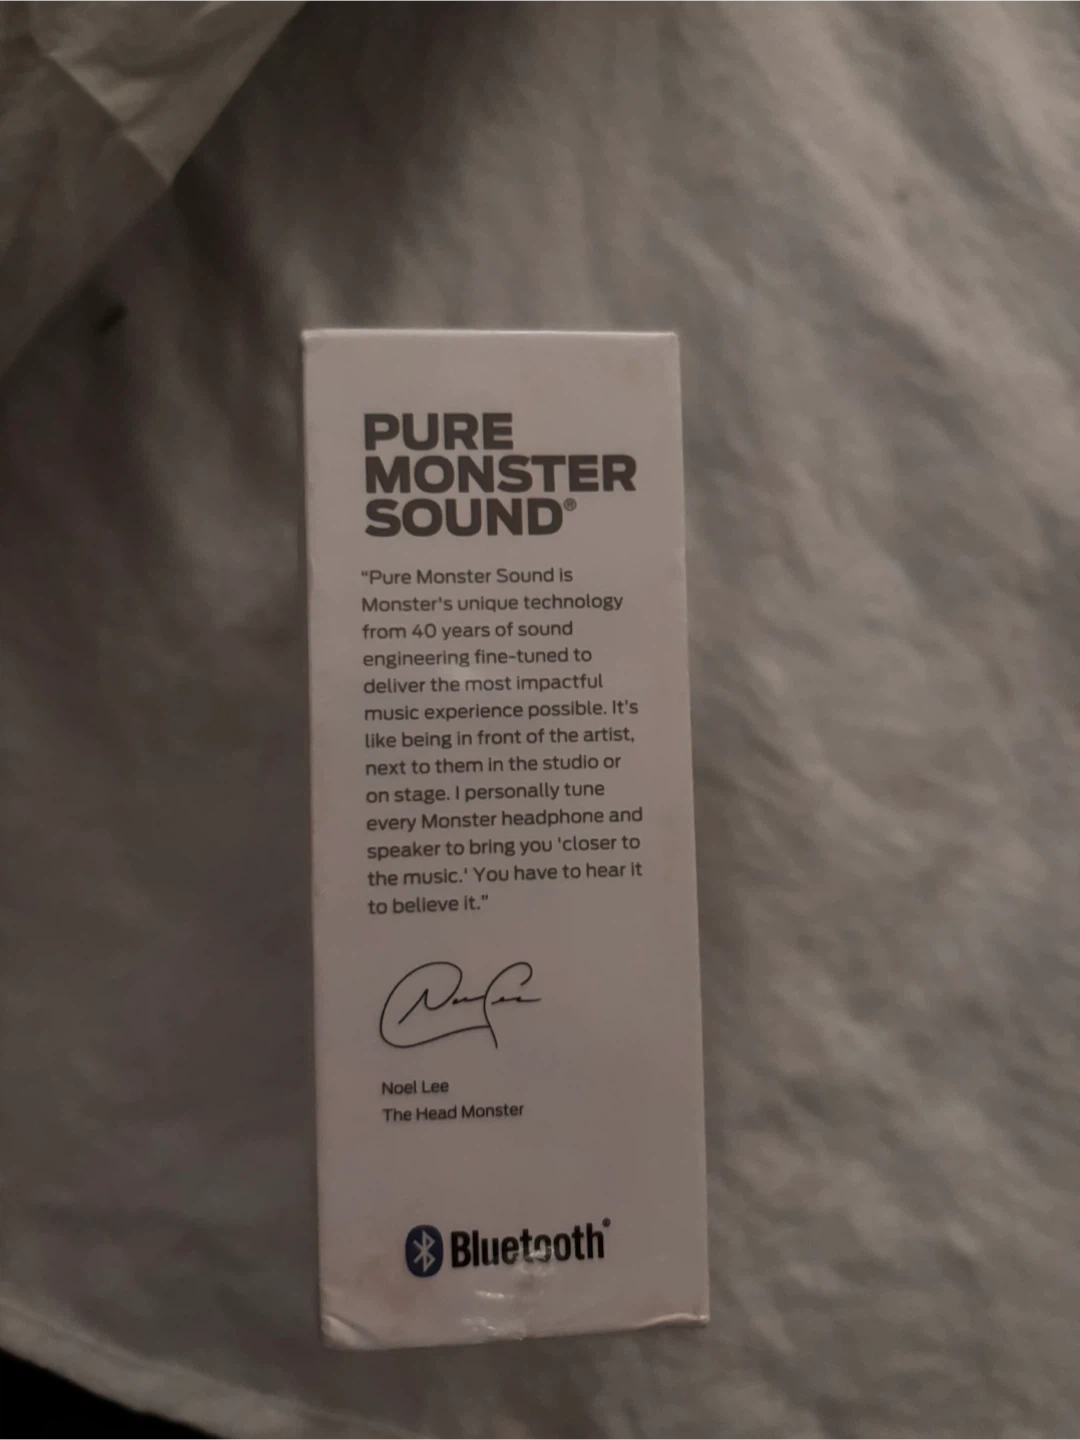 PURE
MONSTER
SOUND®
“Pure Monster Sound is
Monster's unique technology
from 40 years of sound
engineering fine-tuned to
deliver the most impactful
music experience possible. It's
like being in front of the artist,
next to them in the studio or
on stage. I personally tune
every Monster headphone and
speaker to bring you 'closer to
the music.' You have to hear it
to believe it.”
Noel Lee
Noel Lee
The Head Monster
Bluetooth®